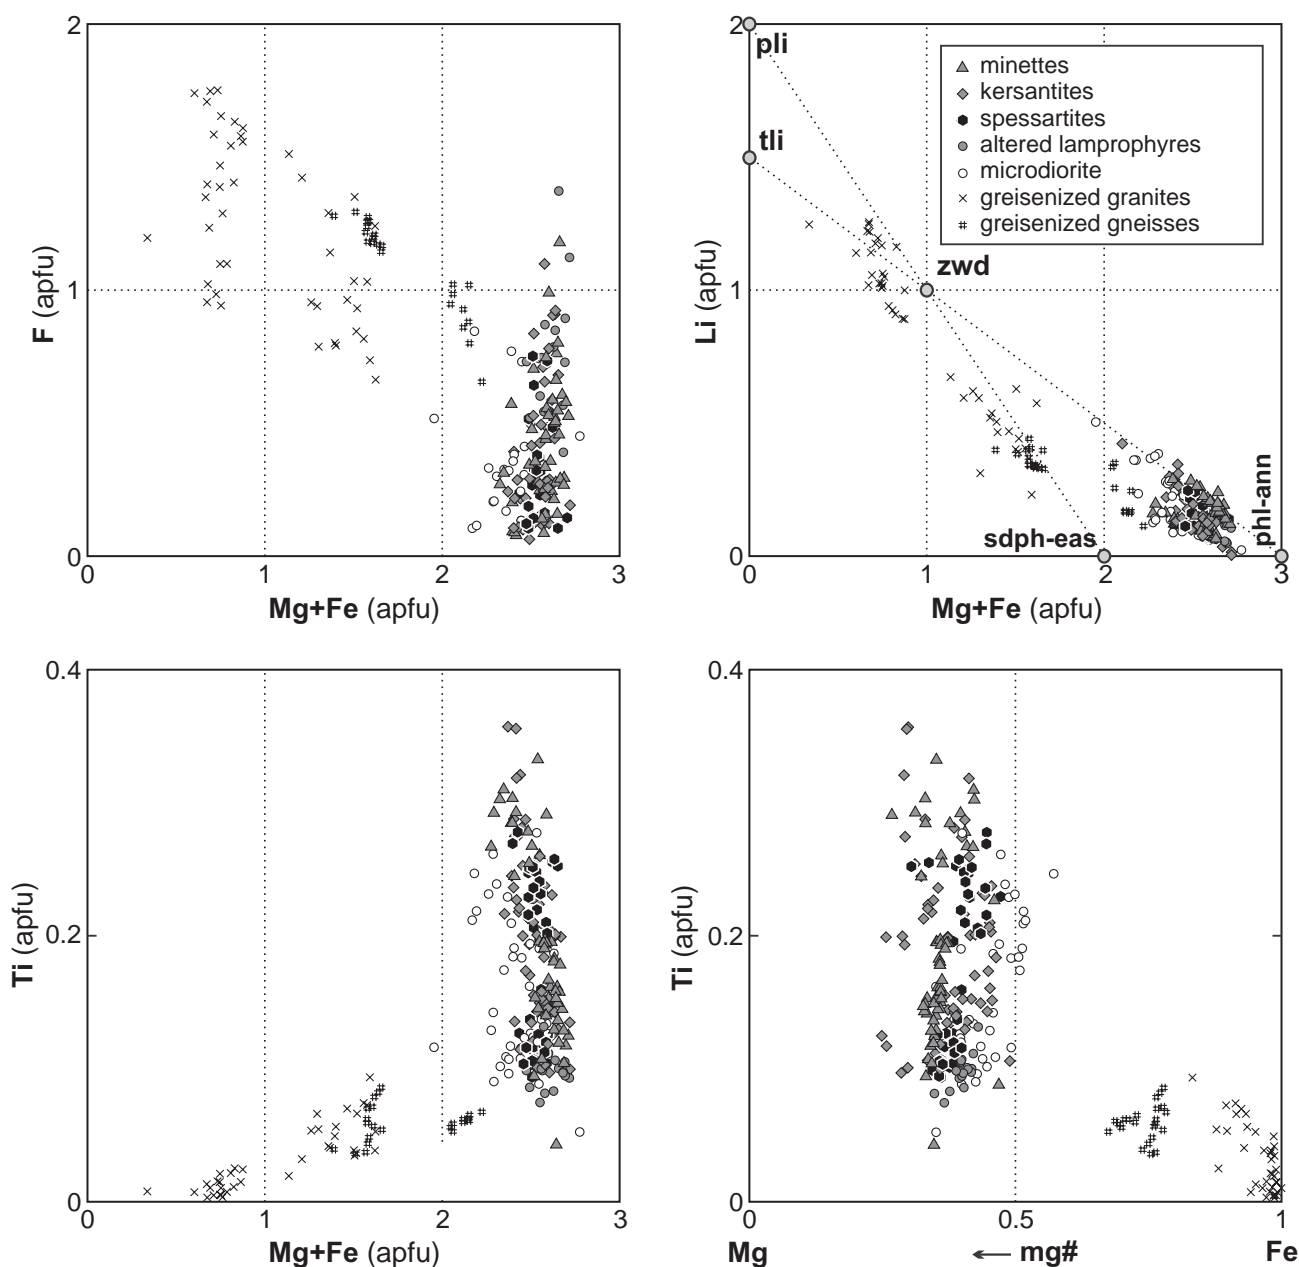 2
1
0
F (apfu)
0 1 2 3
Mg+Fe (apfu)
2
1
0
Li (apfu)
pli
tli
zwd
sdph-eas
phl-ann
minettes
kersantites
spessartites
altered lamprophyres
microdiorite
greisenized granites
greisenized gneisses
0 1 2 3
Mg+Fe (apfu)
0.4
0.2
0
Ti (apfu)
0 1 2 3
Mg+Fe (apfu)
0.4
0.2
0
Ti (apfu)
0 0.5 1
Mg ← mg# Fe